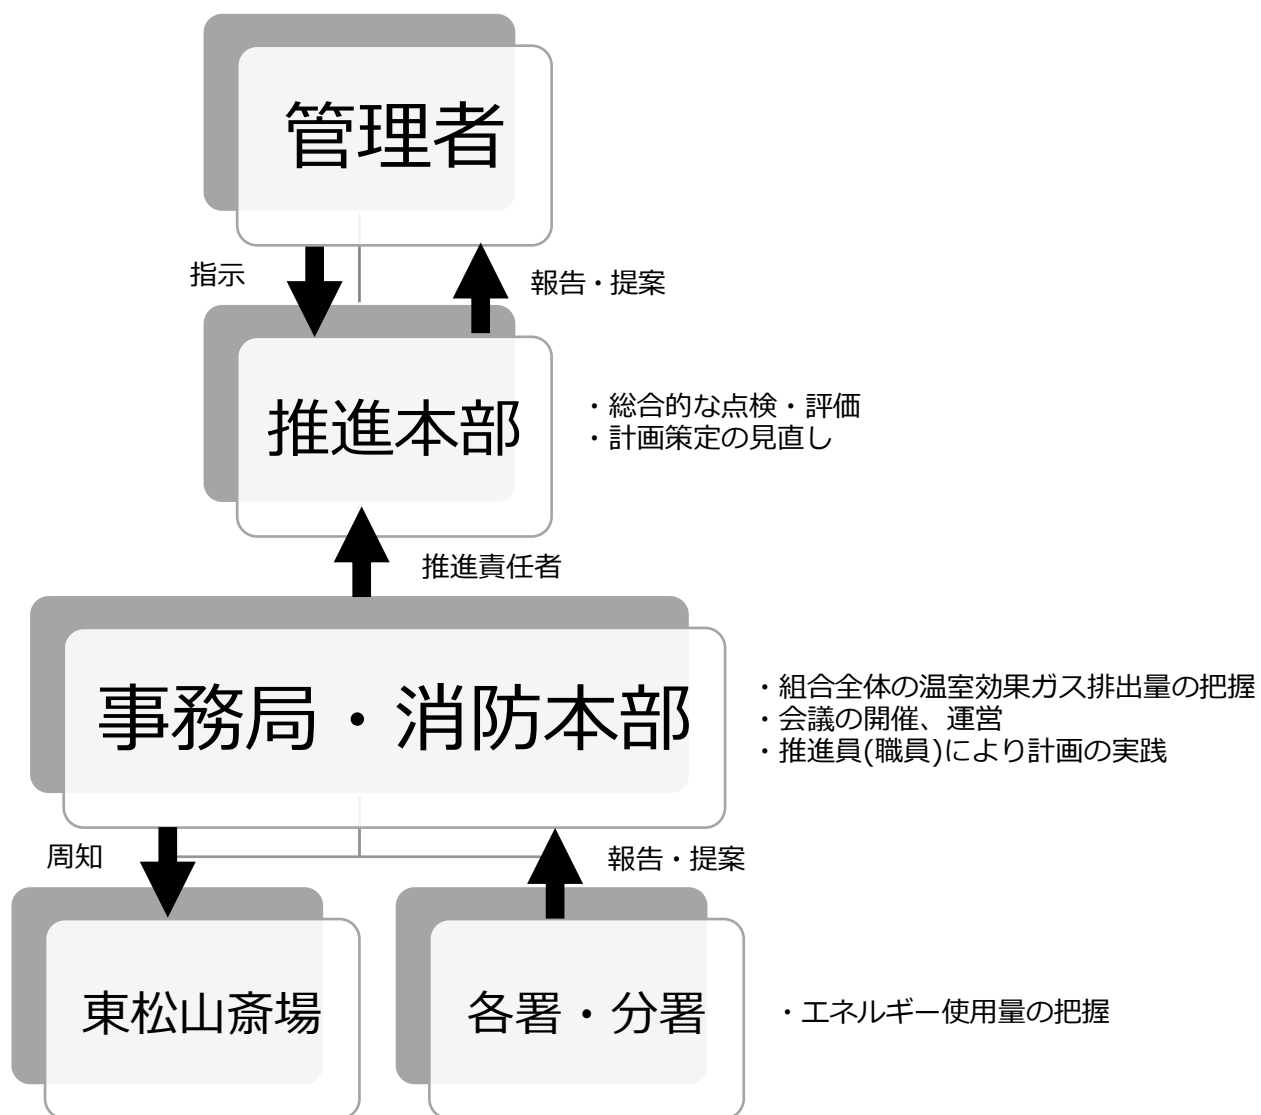 管理者
指示
報告・提案
推進本部
・総合的な点検・評価
・計画策定の見直し
推進責任者
事務局・消防本部
・組合全体の温室効果ガス排出量の把握
・会議の開催、運営
・推進員(職員)により計画の実践
周知
報告・提案
東松山斎場
各署・分署
・エネルギー使用量の把握